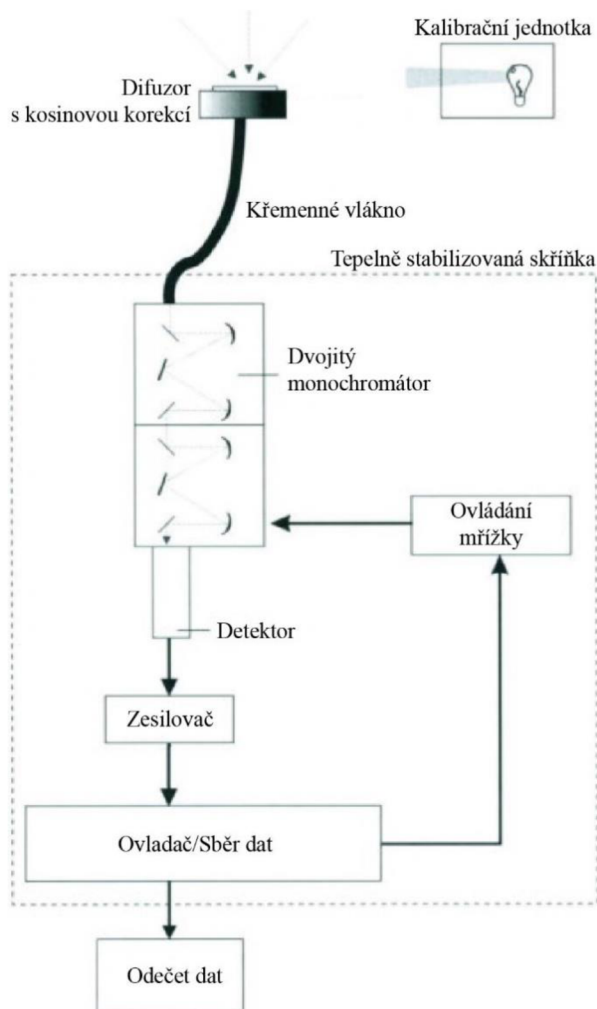 Kalibrační jednotka
Difuzor
s kosinovou korekcí
Křemenné vlákno
Tepelně stabilizovaná skříňka
Dvojitý
monochromátor
Ovládání
mřížky
Detektor
Zesilovač
Ovladač/Sběr dat
Odečet dat